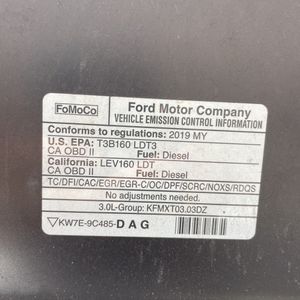 FoMoCo
Ford Motor Company
VEHICLE EMISSION CONTROL INFORMATION
Conforms to regulations: 2019 MY
U.S. EPA: T3B160 LDT3
CA OBD II Fuel: Diesel
California: LEV160 LDT
CA OBD II Fuel: Diesel
TC/DFI/CAC/EGR/EGR-C/OC/DPF/SCRC/NOXS/RDQS
No adjustments needed.
3.0L-Group: KFMXT03.03DZ
KW7E-9C485-DAG